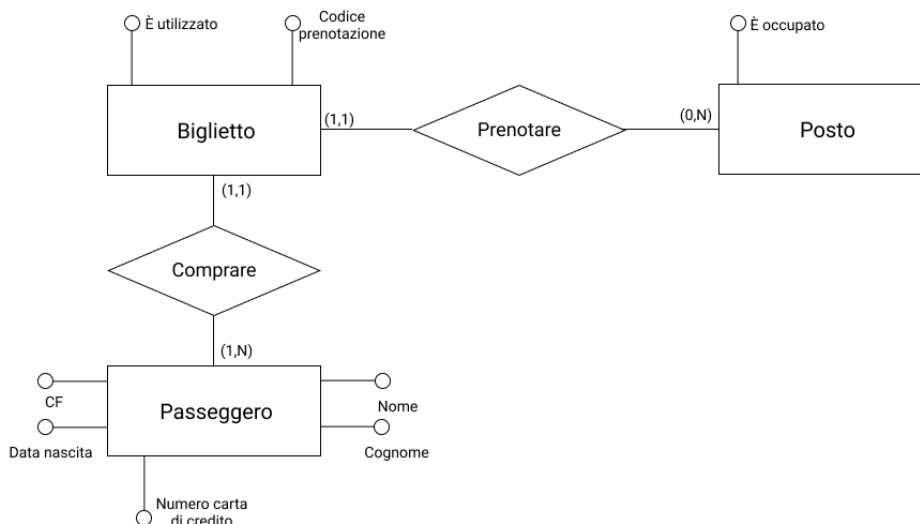 È utilizzato
Codice
prenotazione
È occupato
Biglietto
(1,1)
Prenotare
(0,N)
Posto
(1,1)
Comprare
(1,N)
CF
Passeggero
Nome
Data nascita
Cognome
Numero carta
di credito